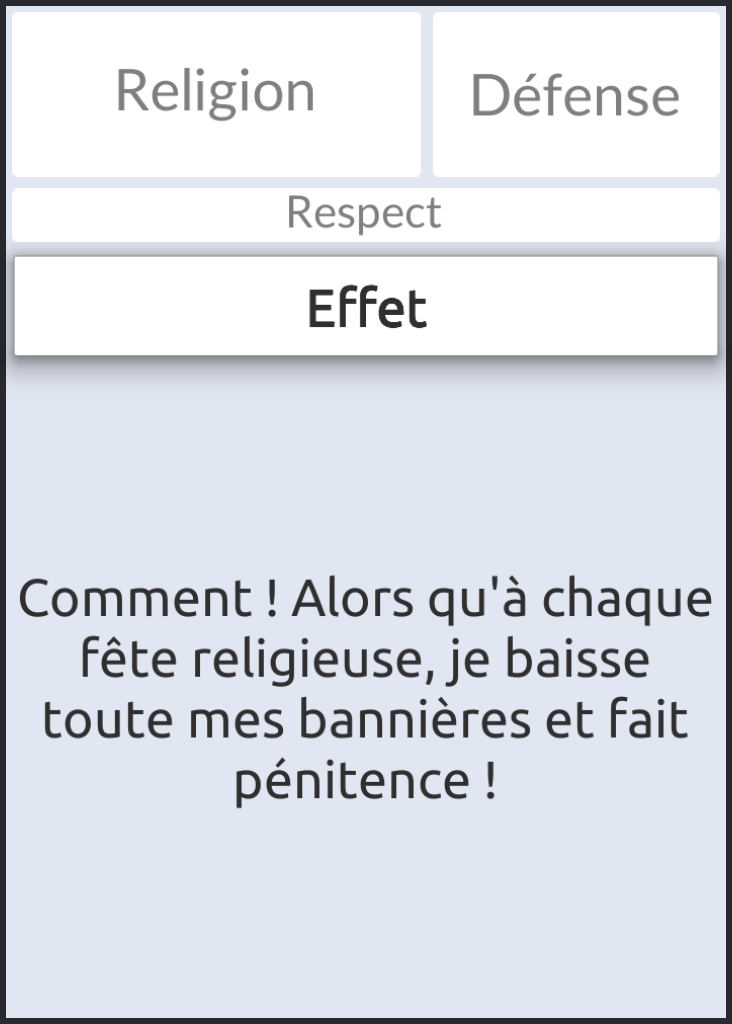 Religion
Défense
Respect
Effet
Comment ! Alors qu'à chaque
fête religieuse, je baisse
toute mes bannières et fait
pénitence !